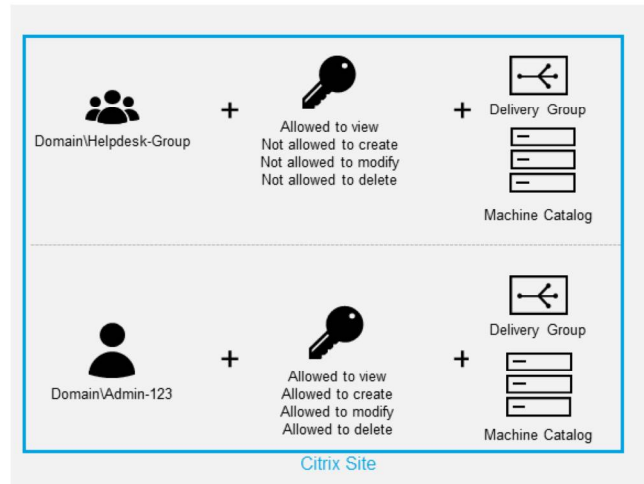 Domain\Helpdesk-Group
+
Allowed to view
Not allowed to create
Not allowed to modify
Not allowed to delete
+
Delivery Group
Machine Catalog
Domain\Admin-123
+
Allowed to view
Allowed to create
Allowed to modify
Allowed to delete
+
Delivery Group
Machine Catalog
Citrix Site